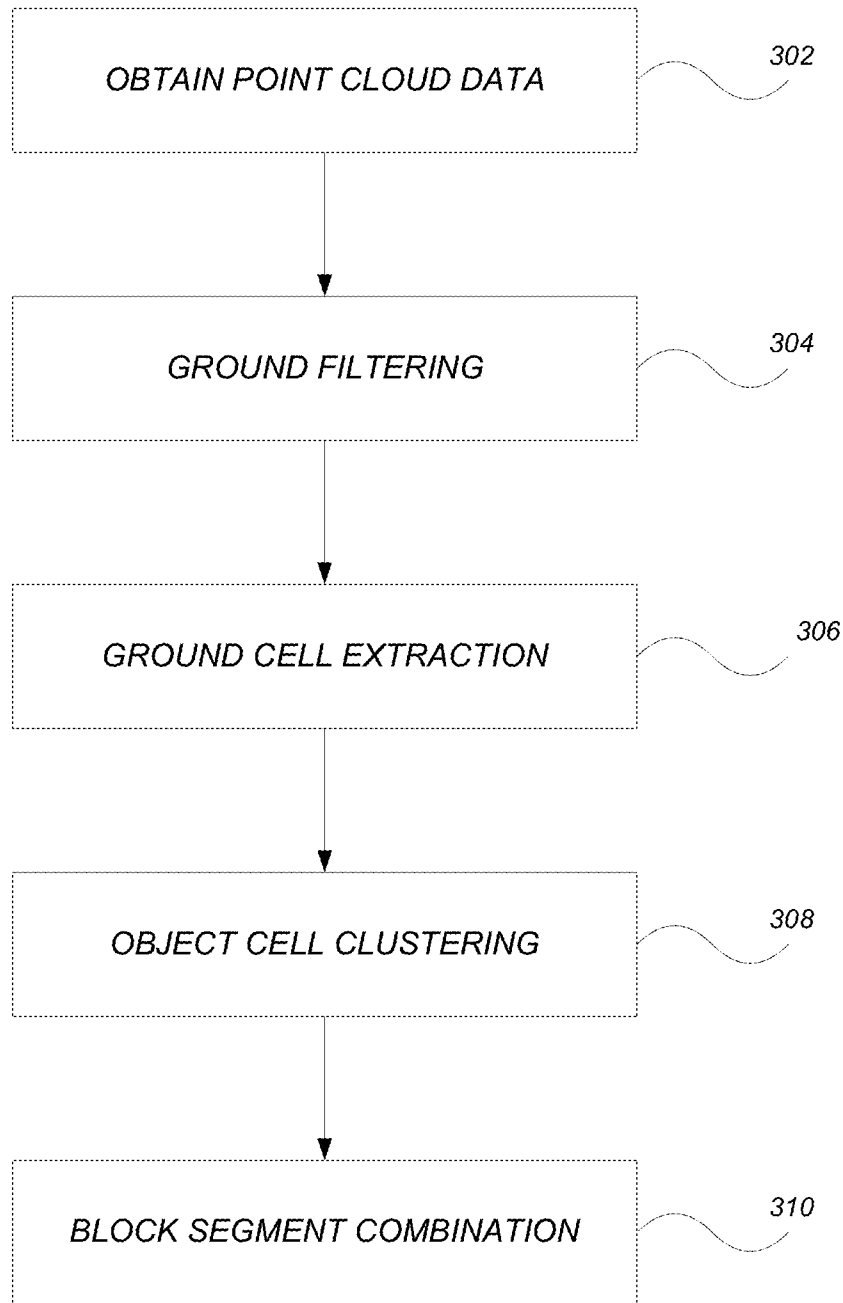 OBTAIN POINT CLOUD DATA
302
GROUND FILTERING
304
GROUND CELL EXTRACTION
306
OBJECT CELL CLUSTERING
308
BLOCK SEGMENT COMBINATION
310